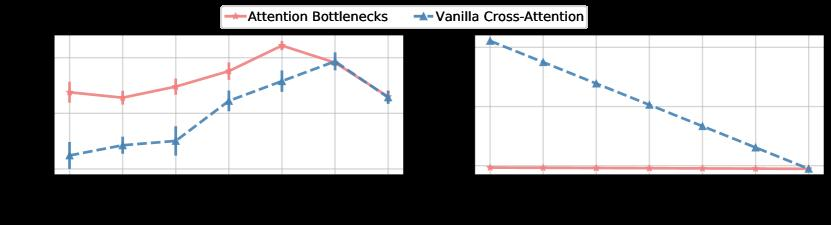 Attention Bottlenecks
Vanilla Cross-Attention